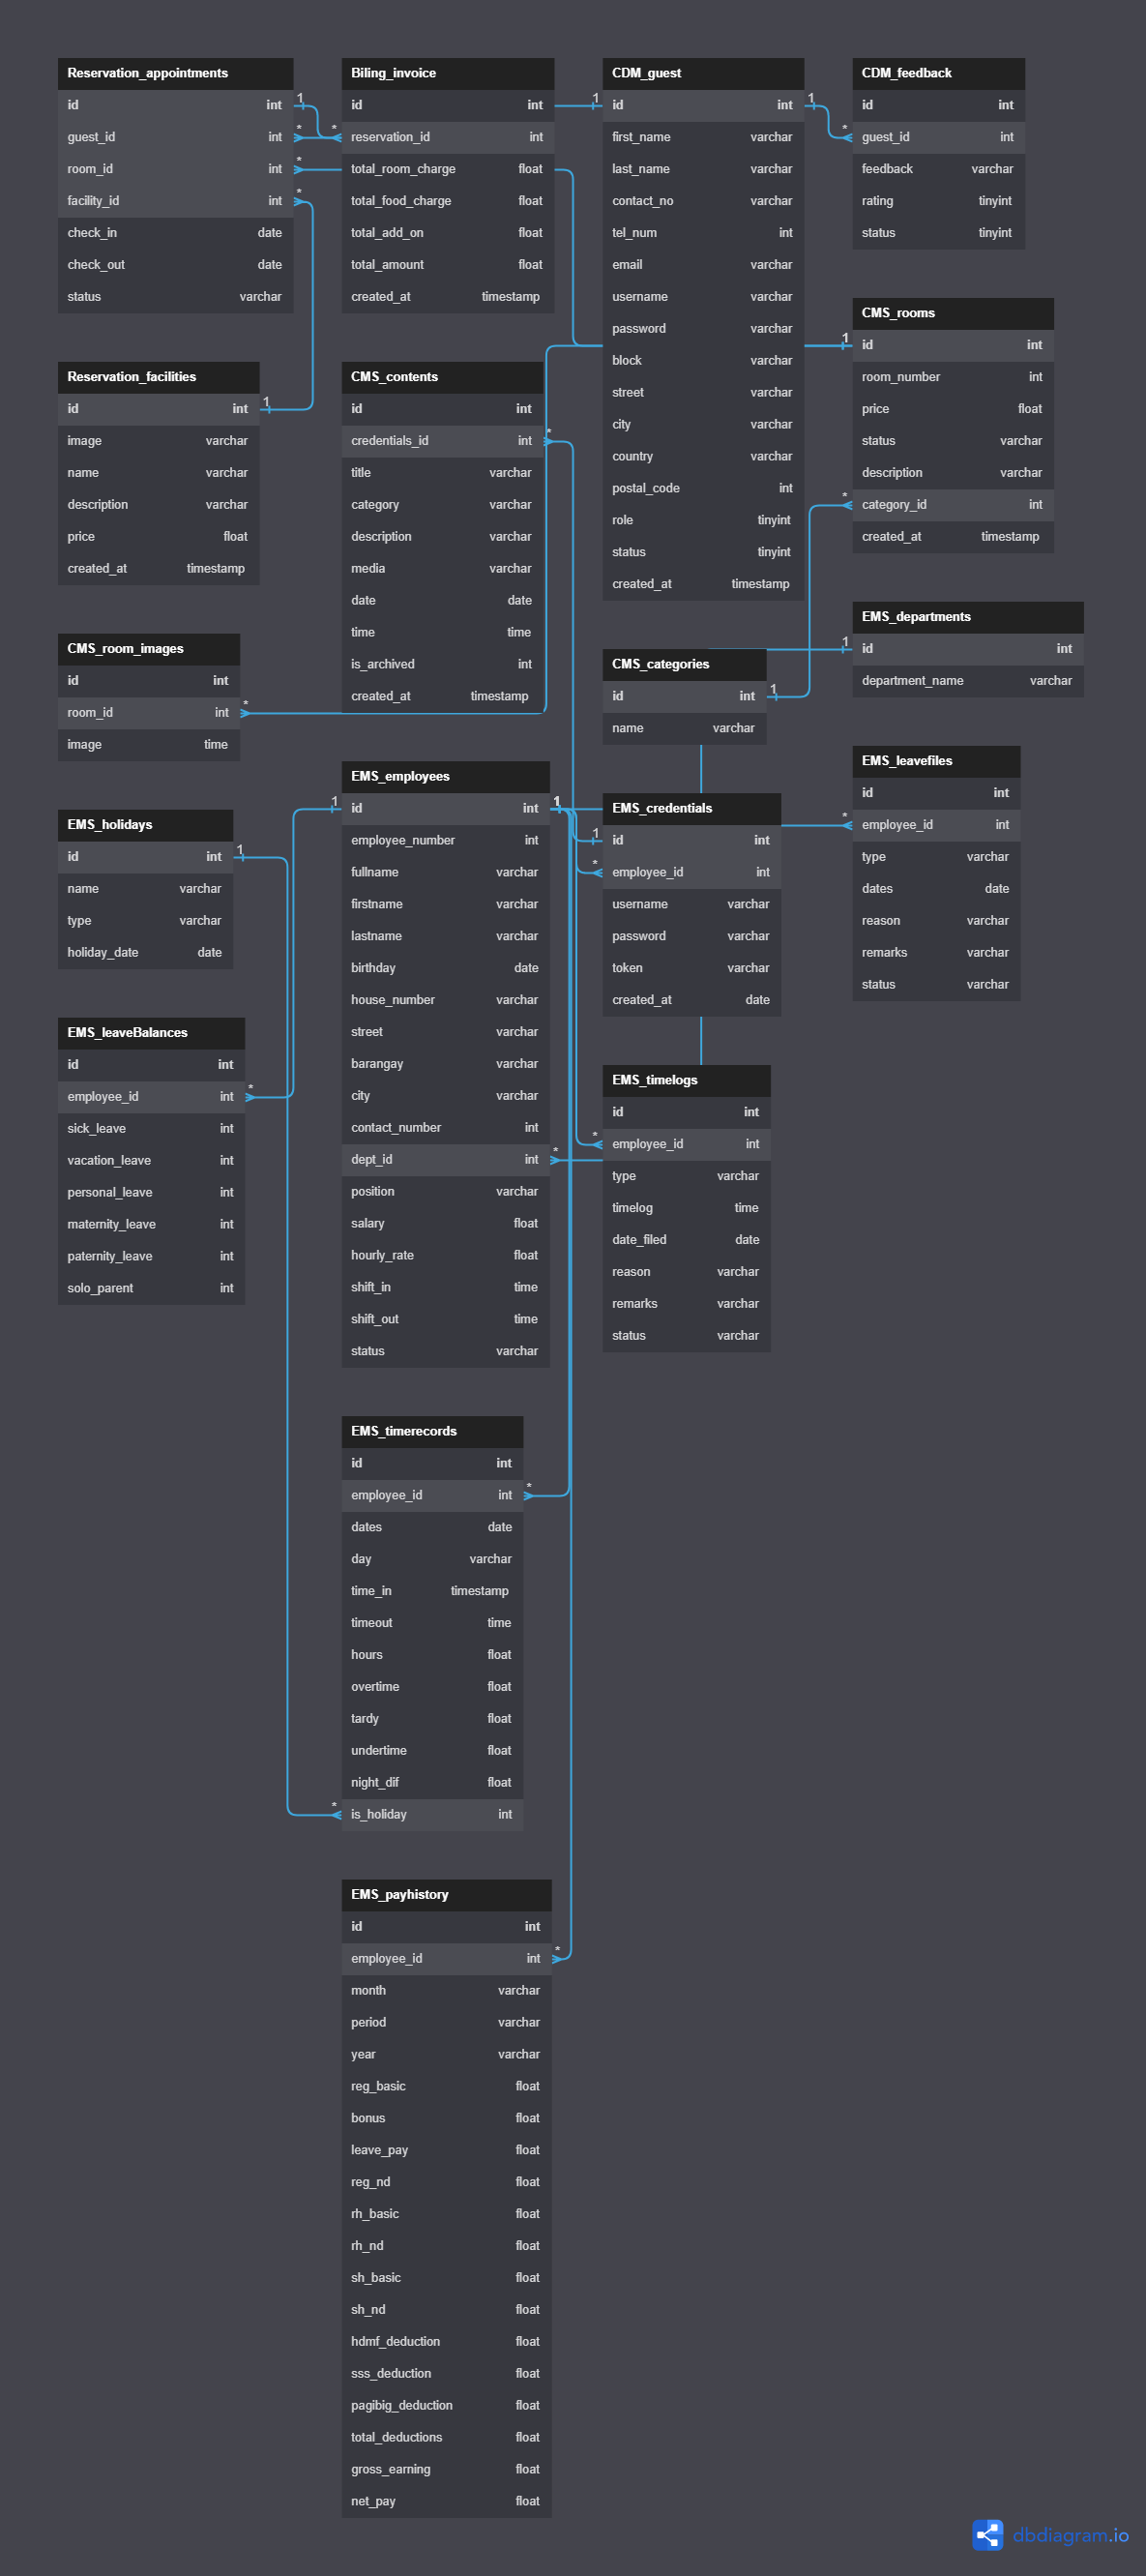 Reservation_appointments
id int
guest_id int
room_id int
facility_id int
check_in date
check_out date
status varchar
1
*
*
*
Biling_invoice
id int
reservation_id int
total_room_charge float
total_food_charge float
total_add_on float
total_amount float
created_at timestamp
*
CDM_guest
id int
first_name varchar
last_name varchar
contact_no varchar
tel_num int
email varchar
username varchar
password varchar
block varchar
street varchar
city varchar
country varchar
postal_code int
role tinyint
status tinyint
created_at timestamp
1
1
CDM_feedback
id int
guest_id int
feedback varchar
rating tinyint
status tinyint
*
CMS_rooms
id int
room_number int
price float
status varchar
description varchar
category_id int
created_at timestamp
1
*
Reservation_facilities
id int
image varchar
name varchar
description varchar
price float
created_at timestamp
1
CMS_contents
id int
credentials_id int
title varchar
category varchar
description varchar
media varchar
date date
time time
is_archived int
created_at timestamp
*
EMS_departments
id int
department_name varchar
1
CMS_room_images
id int
room_id int
image time
*
CMS_categories
id int
name varchar
1
EMS_leavefiles
id int
employee_id int
type varchar
dates date
reason varchar
remarks varchar
status varchar
*
EMS_employees
id int
employee_number int
fullname varchar
firstname varchar
lastname varchar
birthday date
house_number varchar
street varchar
barangay varchar
city varchar
contact_number int
dept_id int
position varchar
salary float
hourly_rate float
shift_in time
shift_out time
status varchar
1
1
*
EMS_credentials
id int
employee_id int
username varchar
password varchar
token varchar
created_at date
1
*
EMS_holidays
id int
name varchar
type varchar
holiday_date date
1
EMS_leaveBalances
id int
employee_id int
sick_leave int
vacation_leave int
personal_leave int
maternity_leave int
paternity_leave int
solo_parent int
*
EMS_timelogs
id int
employee_id int
type varchar
timelog time
date_filed date
reason varchar
remarks varchar
status varchar
*
EMS_timerecords
id int
employee_id int
dates date
day varchar
time_in timestamp
timeout time
hours float
overtime float
tardy float
undertime float
night_dif float
is_holiday int
*
*
EMS_payhistory
id int
employee_id int
month varchar
period varchar
year varchar
reg_basic float
bonus float
leave_pay float
reg_nd float
rh_basic float
rh_nd float
sh_basic float
sh_nd float
hdmf_deduction float
sss_deduction float
pagibig_deduction float
total_deductions float
gross_earning float
net_pay float
*
dbdiagram.io